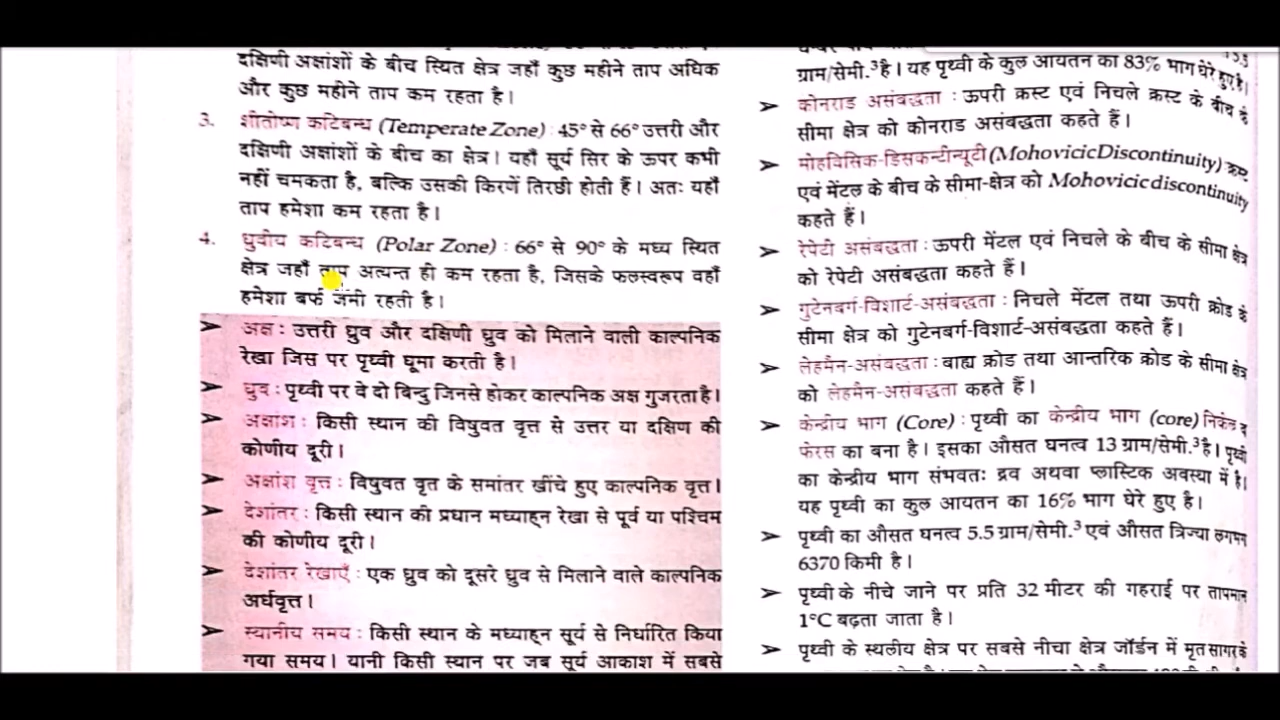 दक्षिणी अक्षांशों के बीच स्थित क्षेत्र जहाँ कुछ महीने ताप अधिक
और कुछ महीने ताप कम रहता है।
3. शीतोष्ण कटिबन्ध (Temperate Zone) : 45° से 66° उत्तरी और
दक्षिणी अक्षांशों के बीच का क्षेत्र। यहाँ सूर्य सिर के ऊपर कभी
नहीं चमकता है, बल्कि उसकी किरणें तिरछी होती हैं। अतः यहाँ
ताप हमेशा कम रहता है।
4. ध्रुवीय कटिबन्ध (Polar Zone) : 66° से 90° के मध्य स्थित
क्षेत्र जहाँ ताप अत्यन्त ही कम रहता है, जिसके फलस्वरूप वहाँ
हमेशा बर्फ जमी रहती है।
➤ अक्ष : उत्तरी ध्रुव और दक्षिणी ध्रुव को मिलाने वाली काल्पनिक
रेखा जिस पर पृथ्वी घूमा करती है।
➤ ध्रुव : पृथ्वी पर वे दो बिन्दु जिनसे होकर काल्पनिक अक्ष गुजरता है।
➤ अक्षांश : किसी स्थान की विषुवत वृत्त से उत्तर या दक्षिण की
कोणीय दूरी।
➤ अक्षांश वृत्त : विषुवत वृत के समांतर खींचे हुए काल्पनिक वृत्त।
➤ देशांतर : किसी स्थान की प्रधान मध्याह्न रेखा से पूर्व या पश्चिम
की कोणीय दूरी।
➤ देशांतर रेखाएँ : एक ध्रुव को दूसरे ध्रुव से मिलाने वाले काल्पनिक
अर्धवृत्त।
➤ स्थानीय समय : किसी स्थान के मध्याह्न सूर्य से निर्धारित किया
गया समय। यानी किसी स्थान पर जब सूर्य आकाश में सबसे
ग्राम/सेमी.³ है। यह पृथ्वी के कुल आयतन का 83% भाग घेरे हुए है।
➤ कोनराड असंबद्धता : ऊपरी क्रस्ट एवं निचले क्रस्ट के बीच के
सीमा क्षेत्र को कोनराड असंबद्धता कहते हैं।
➤ मोहविसिक-डिसकन्टीन्यूटी (Mohovicic Discontinuity) क्रस्ट
एवं मेंटल के बीच के सीमा-क्षेत्र को Mohovicic discontinuity
कहते हैं।
➤ रेपेटी असंबद्धता : ऊपरी मेंटल एवं निचले के बीच के सीमा क्षेत्र
को रेपेटी असंबद्धता कहते हैं।
➤ गुटेनबर्ग-विशार्ट-असंबद्धता : निचले मेंटल तथा ऊपरी क्रोड के
सीमा क्षेत्र को गुटेनबर्ग-विशार्ट-असंबद्धता कहते हैं।
➤ लेहमैन-असंबद्धता : बाह्य क्रोड तथा आन्तरिक क्रोड के सीमा क्षेत्र
को लेहमैन-असंबद्धता कहते हैं।
➤ केन्द्रीय भाग (Core) : पृथ्वी का केन्द्रीय भाग (core) निकेल व
फेरस का बना है। इसका औसत घनत्व 13 ग्राम/सेमी.³ है। पृथ्वी
का केन्द्रीय भाग संभवतः द्रव अथवा प्लास्टिक अवस्था में है।
यह पृथ्वी का कुल आयतन का 16% भाग घेरे हुए है।
➤ पृथ्वी का औसत घनत्व 5.5 ग्राम/सेमी.³ एवं औसत त्रिज्या लगभग
6370 किमी है।
➤ पृथ्वी के नीचे जाने पर प्रति 32 मीटर की गहराई पर तापमान
1°C बढ़ता जाता है।
➤ पृथ्वी के स्थलीय क्षेत्र पर सबसे नीचा क्षेत्र जॉर्डन में मृत सागर के